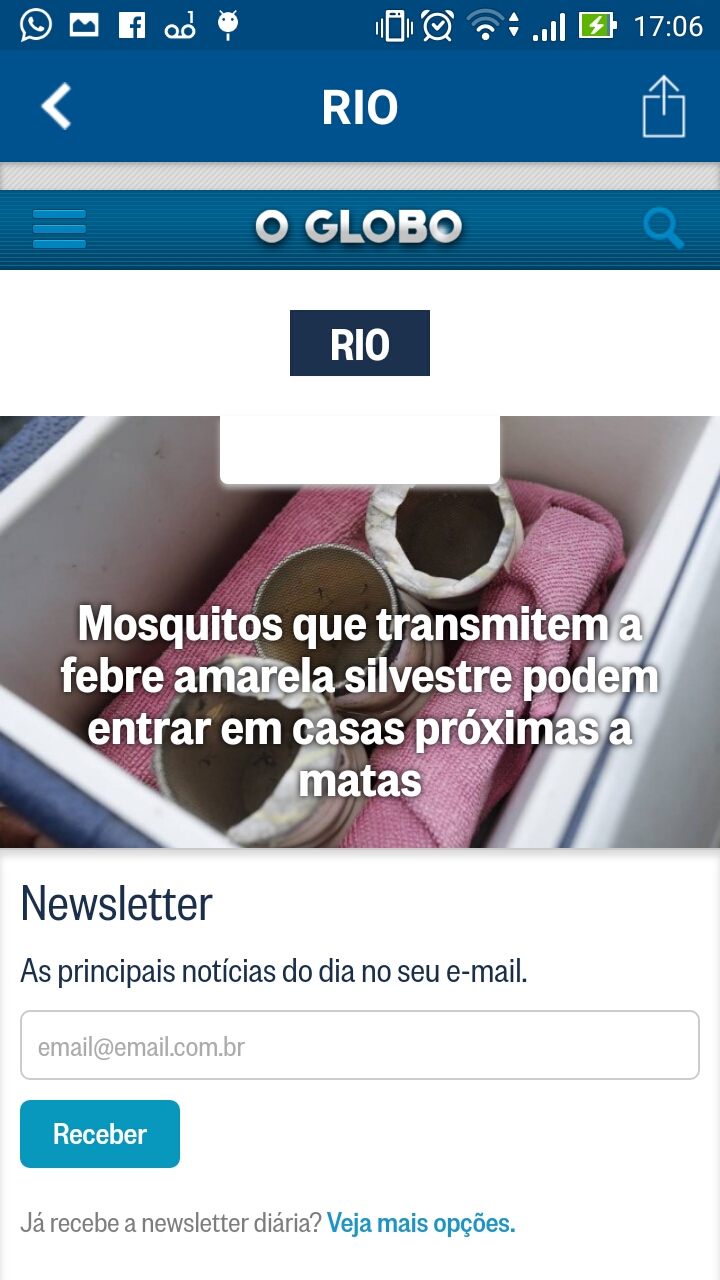 17:06
RIO
O GLOBO
RIO
Mosquitos que transmitem a
febre amarela silvestre podem
entrar em casas próximas a
matas
Newsletter
As principais notícias do dia no seu e-mail.
email@email.com.br
Receber
Já recebe a newsletter diária? Veja mais opções.